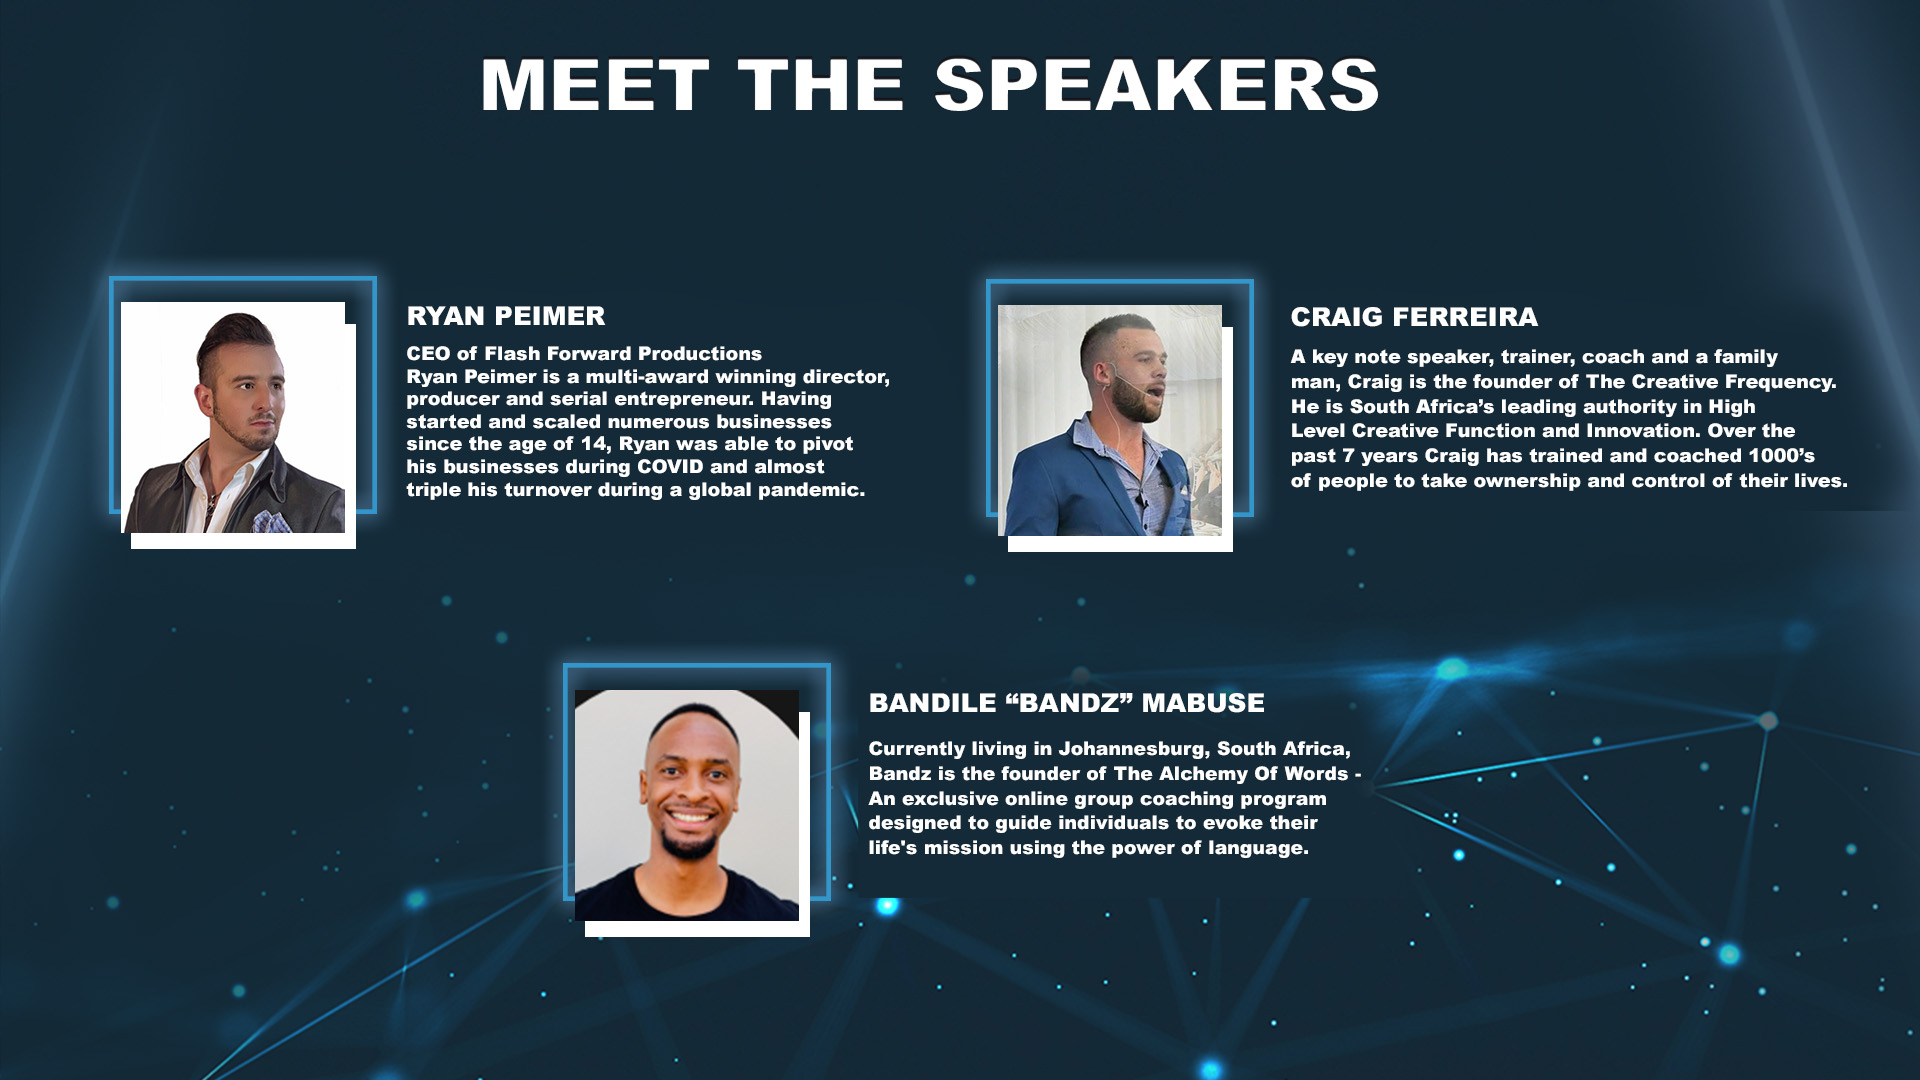 MEET THE SPEAKERS
RYAN PEIMER
CEO of Flash Forward Productions
Ryan Peimer is a multi-award winning director,
producer and serial entrepreneur. Having
started and scaled numerous businesses
since the age of 14, Ryan was able to pivot
his businesses during COVID and almost
triple his turnover during a global pandemic.
CRAIG FERREIRA
A key note speaker, trainer, coach and a family
man, Craig is the founder of The Creative Frequency.
He is South Africa’s leading authority in High
Level Creative Function and Innovation. Over the
past 7 years Craig has trained and coached 1000’s
of people to take ownership and control of their lives.
BANDILE “BANDZ” MABUSE
Currently living in Johannesburg, South Africa,
Bandz is the founder of The Alchemy Of Words -
An exclusive online group coaching program
designed to guide individuals to evoke their
life's mission using the power of language.